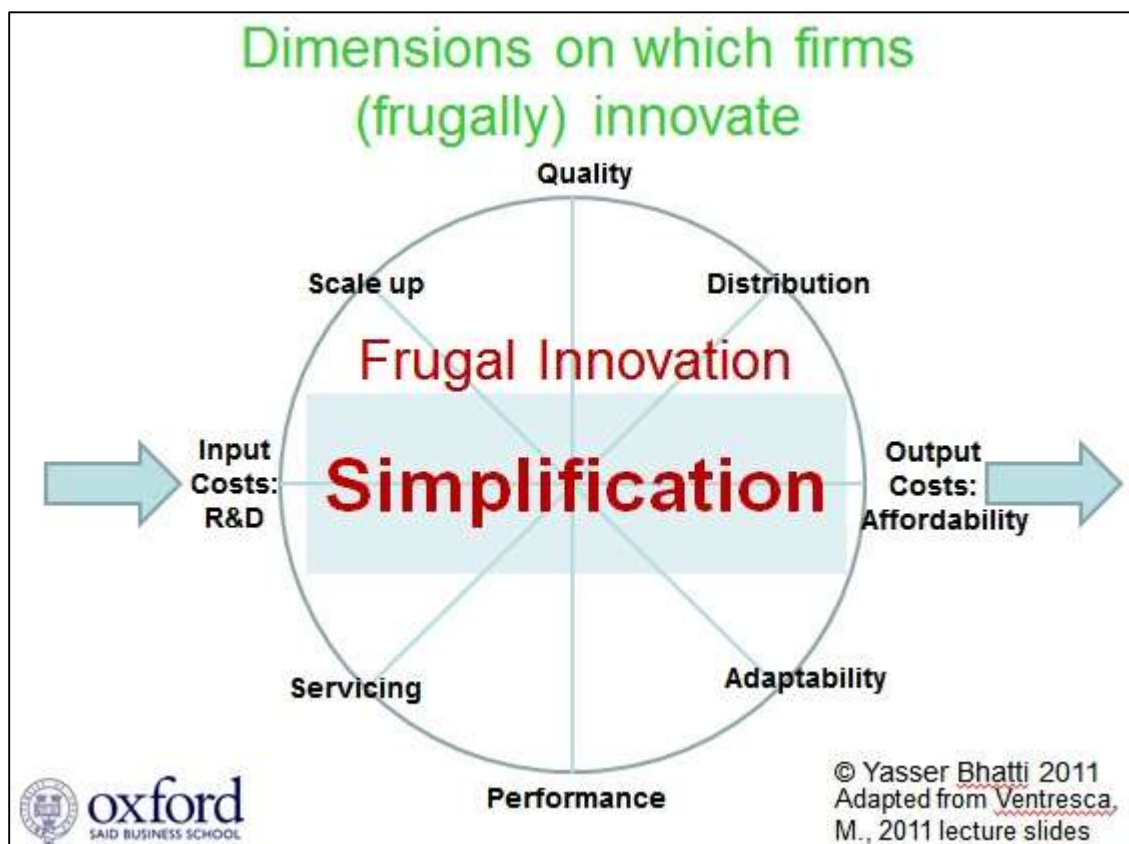 Dimensions on which firms
(frugally) innovate
Quality
Scale up
Distribution
Frugal Innovation
Input
Costs:
R&D
Simplification
Output
Costs:
Affordability
Servicing
Adaptability
Performance
oxford
SAID BUSINESS SCHOOL
© Yasser Bhatti 2011
Adapted from Ventresca,
M., 2011 lecture slides